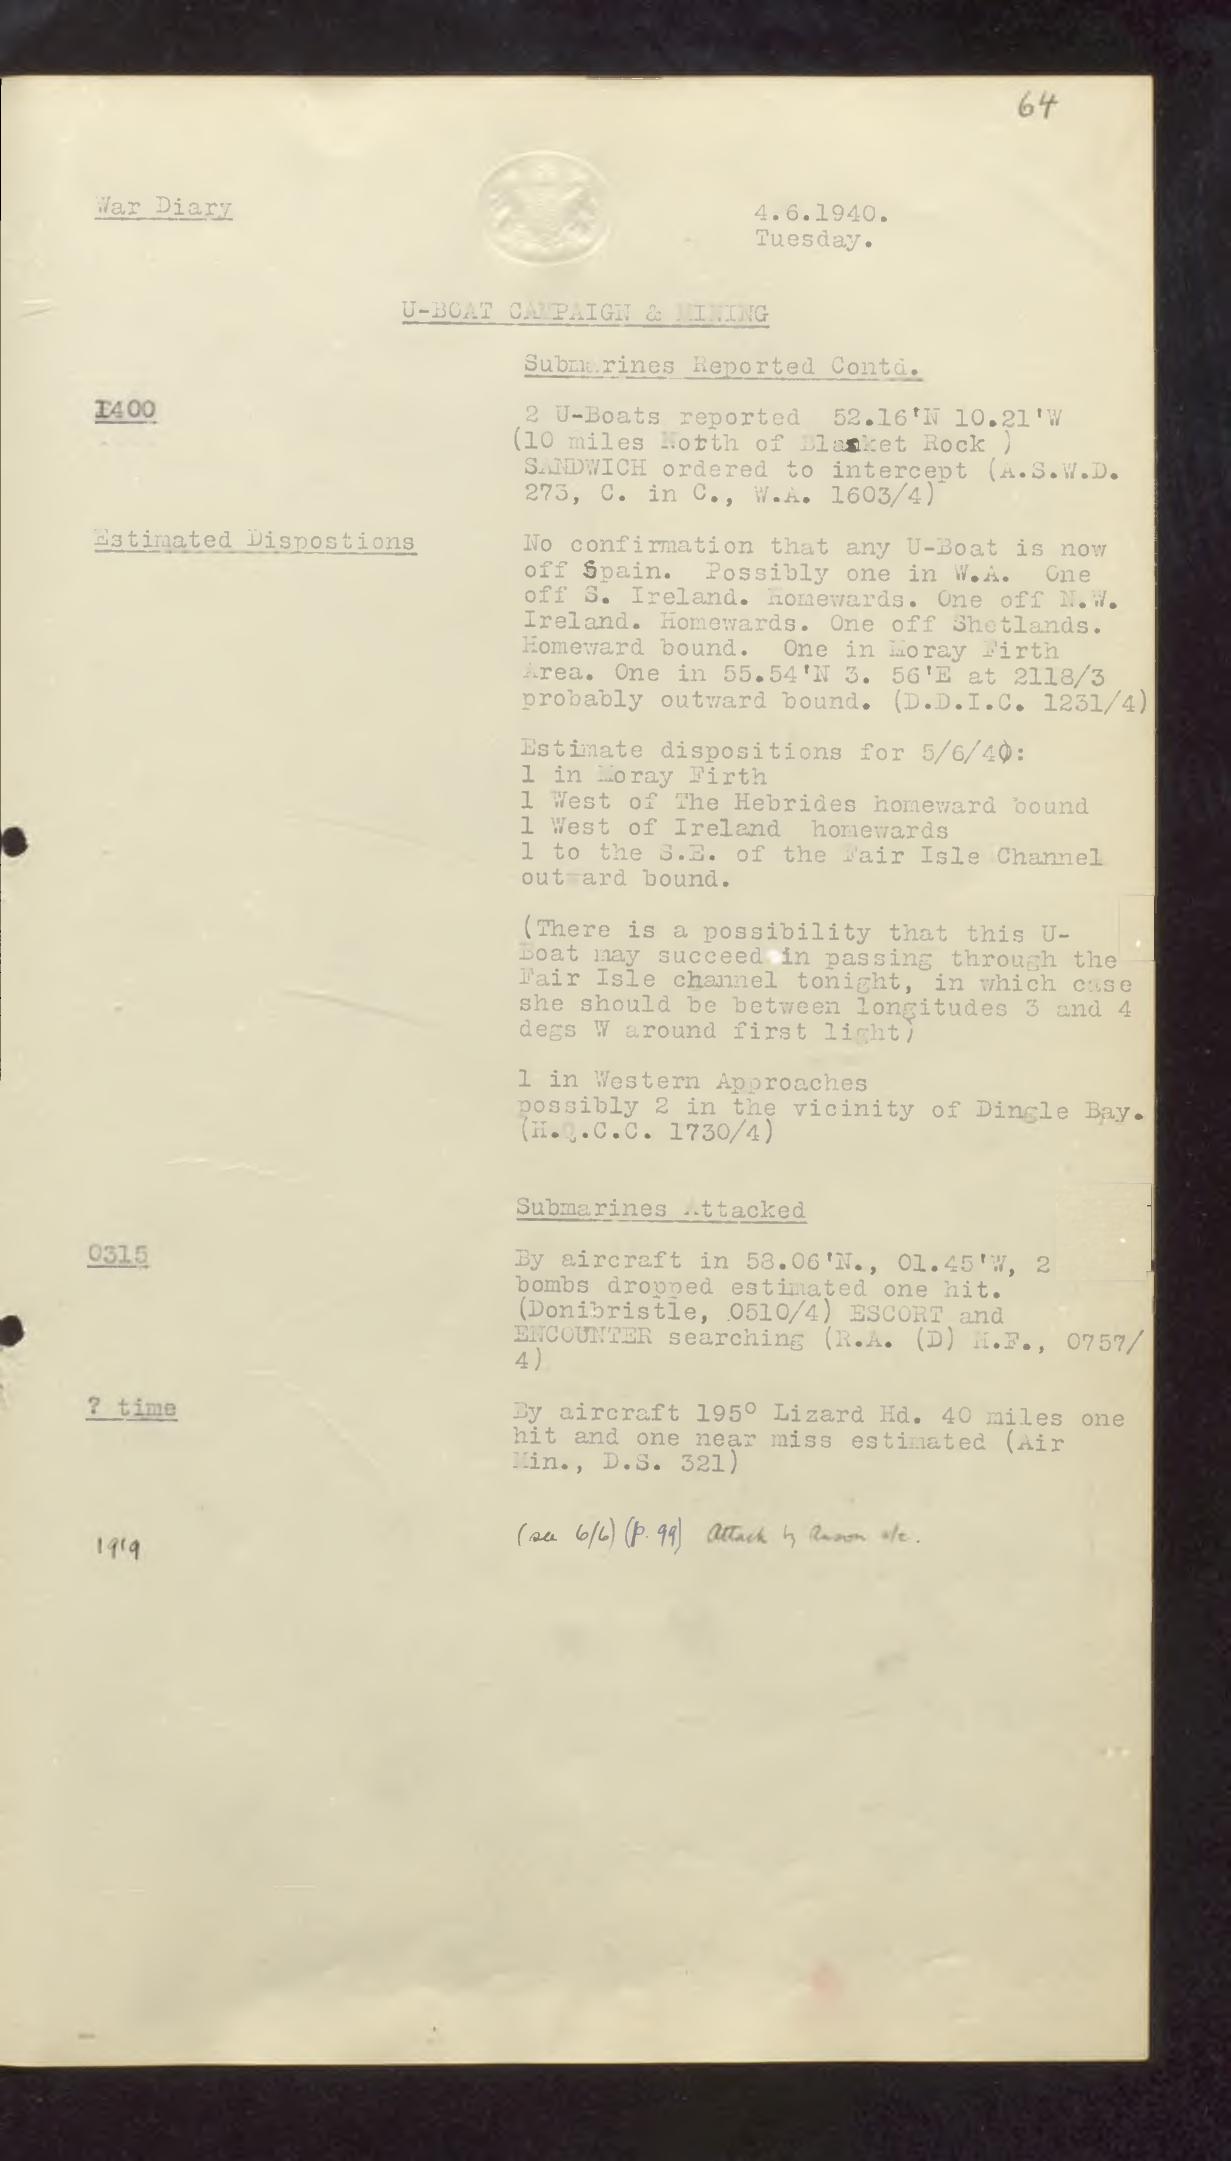 64
War Diary
4.6.1940.
Tuesday.
U-BOAT CAMPAIGN & MINING
Submarines Reported Contd.
1400
2 U-Boats reported 52.16'N 10.21'W
(10 miles North of Blasket Rock )
SANDWICH ordered to intercept (A.S.W.D.
273, C. in C., W.A. 1603/4)
Estimated Dispostions
No confirmation that any U-Boat is now
off Spain. Possibly one in W.A. One
off S. Ireland. Homewards. One off N.W.
Ireland. Homewards. One off Shetlands.
Homeward bound. One in Moray Firth
Area. One in 55.54'N 3. 56'E at 2118/3
probably outward bound. (D.D.I.C. 1231/4)
Estimate dispositions for 5/6/40:
1 in Moray Firth
1 West of The Hebrides homeward bound
1 West of Ireland homewards
1 to the S.E. of the Fair Isle Channel
outward bound.
(There is a possibility that this U-
Boat may succeed in passing through the
Fair Isle channel tonight, in which case
she should be between longitudes 3 and 4
degs W around first light)
1 in Western Approaches
possibly 2 in the vicinity of Dingle Bay.
(H.Q.C.C. 1730/4)
Submarines Attacked
0315
By aircraft in 58.06'N., 01.45'W, 2
bombs dropped estimated one hit.
(Donibristle, 0510/4) ESCORT and
ENCOUNTER searching (R.A. (D) H.F., 0757/
4)
? time
By aircraft 195° Lizard Hd. 40 miles one
hit and one near miss estimated (Air
Min., D.S. 321)
1919
(see 6/6) (p. 99) Attack by Anson a/c.